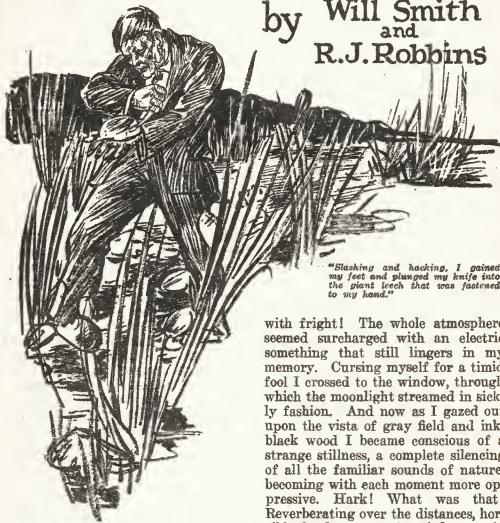 by Will Smith
and
R.J. Robbins
"Slashing and hacking, I gained
my feet and plunged my knife into
the giant leech that was fastened
to my hand."
with fright! The whole atmosphere
seemed surcharged with an electric
something that still lingers in my
memory. Cursing myself for a timid
fool I crossed to the window, through
which the moonlight streamed in sick-
ly fashion. And now as I gazed out
upon the vista of gray field and ink
black wood I became conscious of a
strange stillness, a complete silencing
of all the familiar sounds of nature,
becoming with each moment more op-
pressive. Hark! What was that
Reverberating over the distances, hor